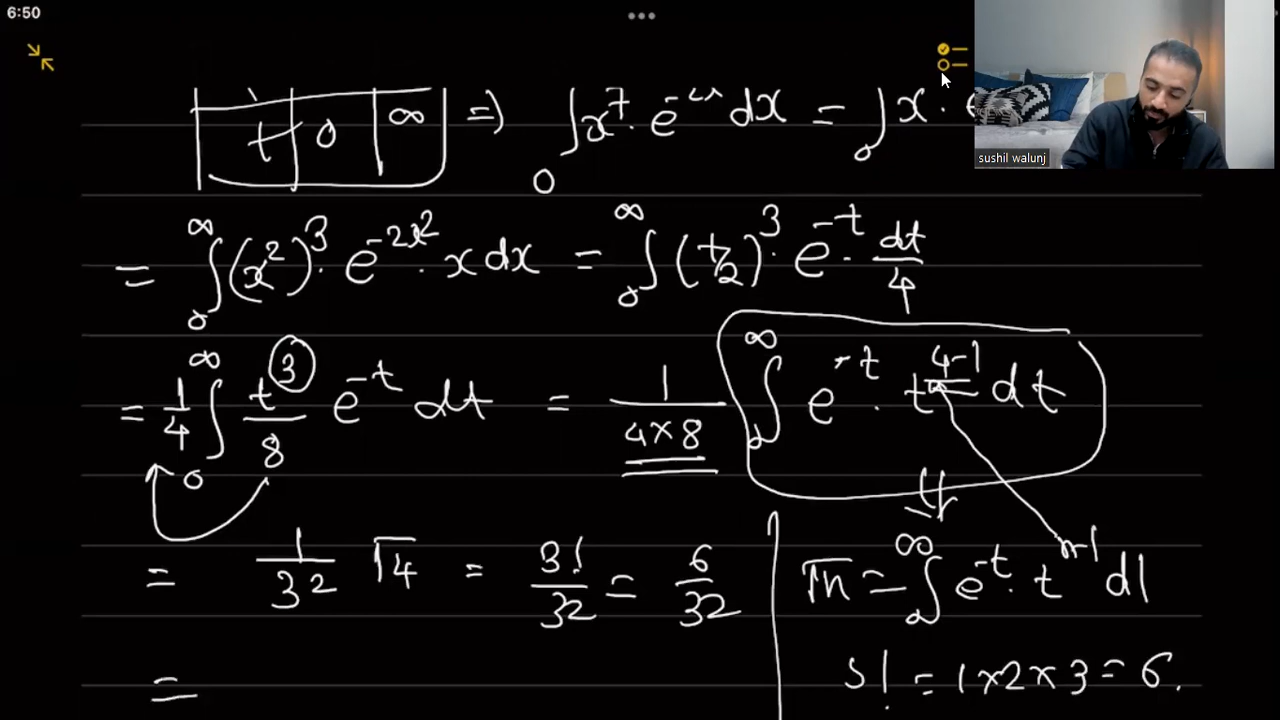 6:50
t 0 ∞ ⇒ ∫₀ x⁷ · e⁻²ˣ dx = ∫₀ x ·
sushil walunj
= ∫₀^∞ (x²)³ · e^(-2x²) · x dx = ∫₀^∞ (t/2)³ · e^(-t) · dt/4
= 1/4 ∫₀^∞ t³/8 e^(-t) dt = 1/(4×8) ∫₀^∞ e^(-t) · t^(4-1) dt
⇓
= 1/32 Γ4 = 3!/32 = 6/32
Γn = ∫₀^∞ e^(-t) · t^(n-1) dt
3! = 1×2×3 = 6.
=